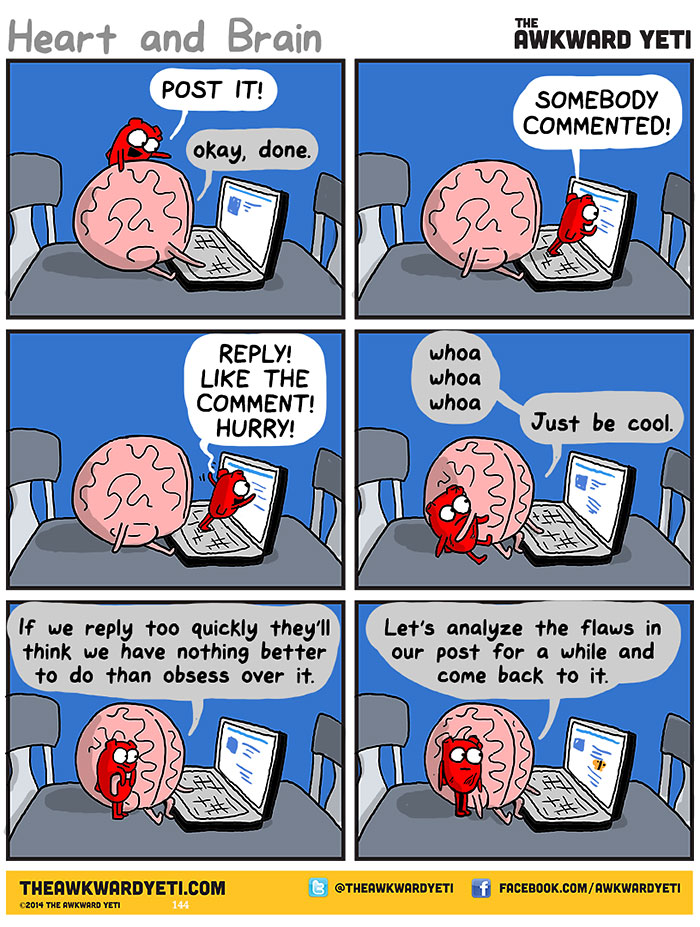 Heart and Brain
THE
AWKWARD YETI
POST IT!
okay, done.
SOMEBODY
COMMENTED!
REPLY!
LIKE THE
COMMENT!
HURRY!
whoa
whoa
whoa
Just be cool.
If we reply too quickly they'll
think we have nothing better
to do than obsess over it.
Let's analyze the flaws in
our post for a while and
come back to it.
THEAWKWARDYETI.COM
©2014 THE AWKWARD YETI
144
@THEAWKWARDYETI
f FACEBOOK.COM/AWKWARDYETI